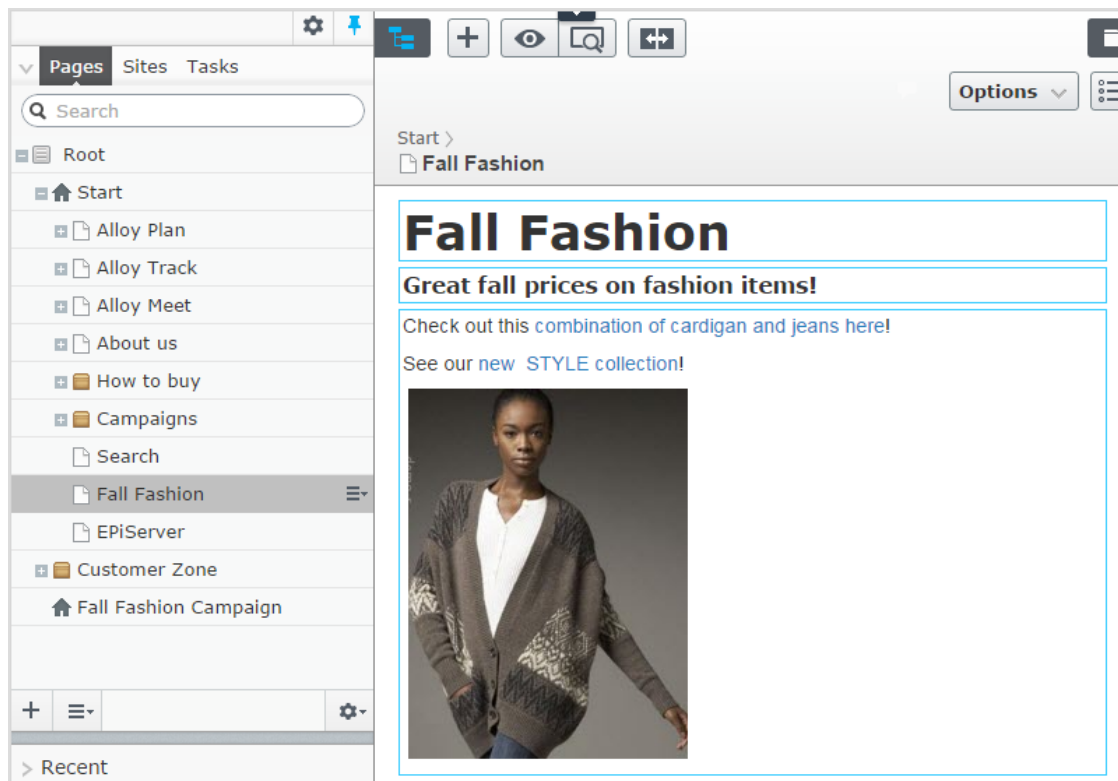 Pages Sites Tasks
Search
Root
Start
Alloy Plan
Alloy Track
Alloy Meet
About us
How to buy
Campaigns
Search
Fall Fashion
EPiServer
Customer Zone
Fall Fashion Campaign
Recent
Options
Start
Fall Fashion
Fall Fashion
Great fall prices on fashion items!
Check out this combination of cardigan and jeans here!
See our new  STYLE collection!